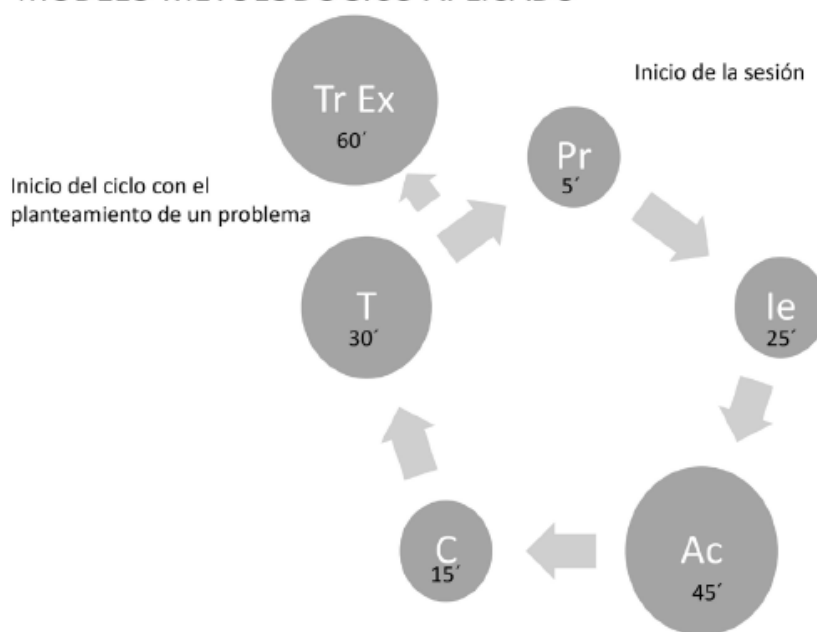 Tr Ex
60´
Inicio de la sesión
Pr
5´
Inicio del ciclo con el
planteamiento de un problema
T
30´
Ie
25´
C
15´
Ac
45´